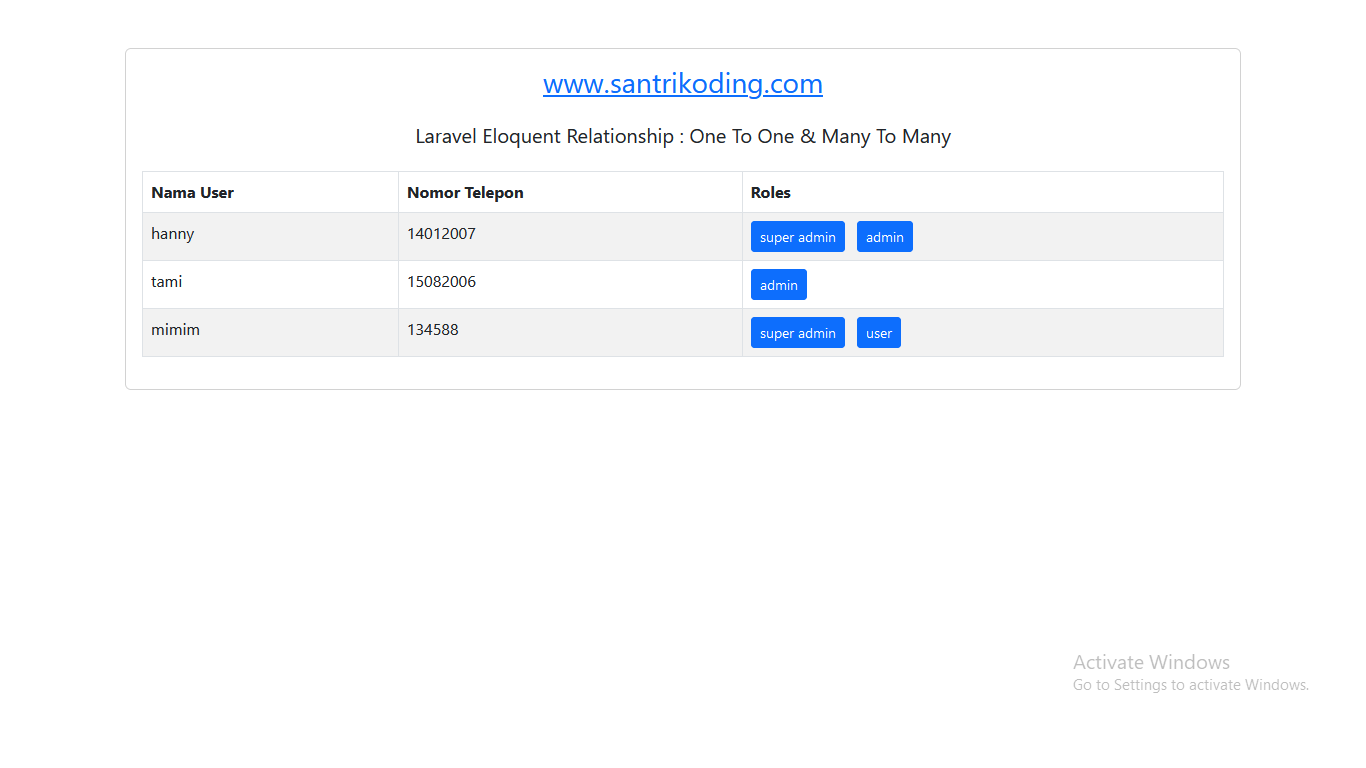 www.santrikoding.com
Laravel Eloquent Relationship : One To One & Many To Many
Nama User Nomor Telepon Roles
hanny 14012007 super admin admin
tami 15082006 admin
mimim 134588 super admin user
Activate Windows
Go to Settings to activate Windows.